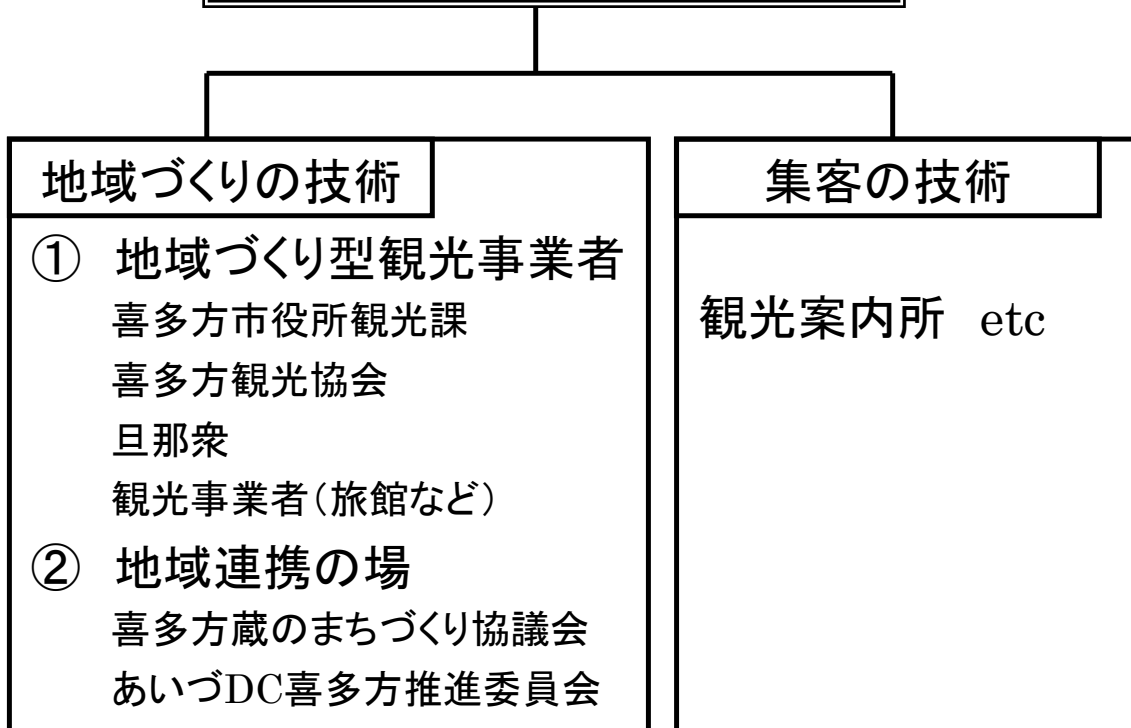 地域づくりの技術
① 地域づくり型観光事業者
喜多方市役所観光課
喜多方観光協会
旦那衆
観光事業者（旅館など）
② 地域連携の場
喜多方蔵のまちづくり協議会
あいづDC喜多方推進委員会
集客の技術
観光案内所 etc